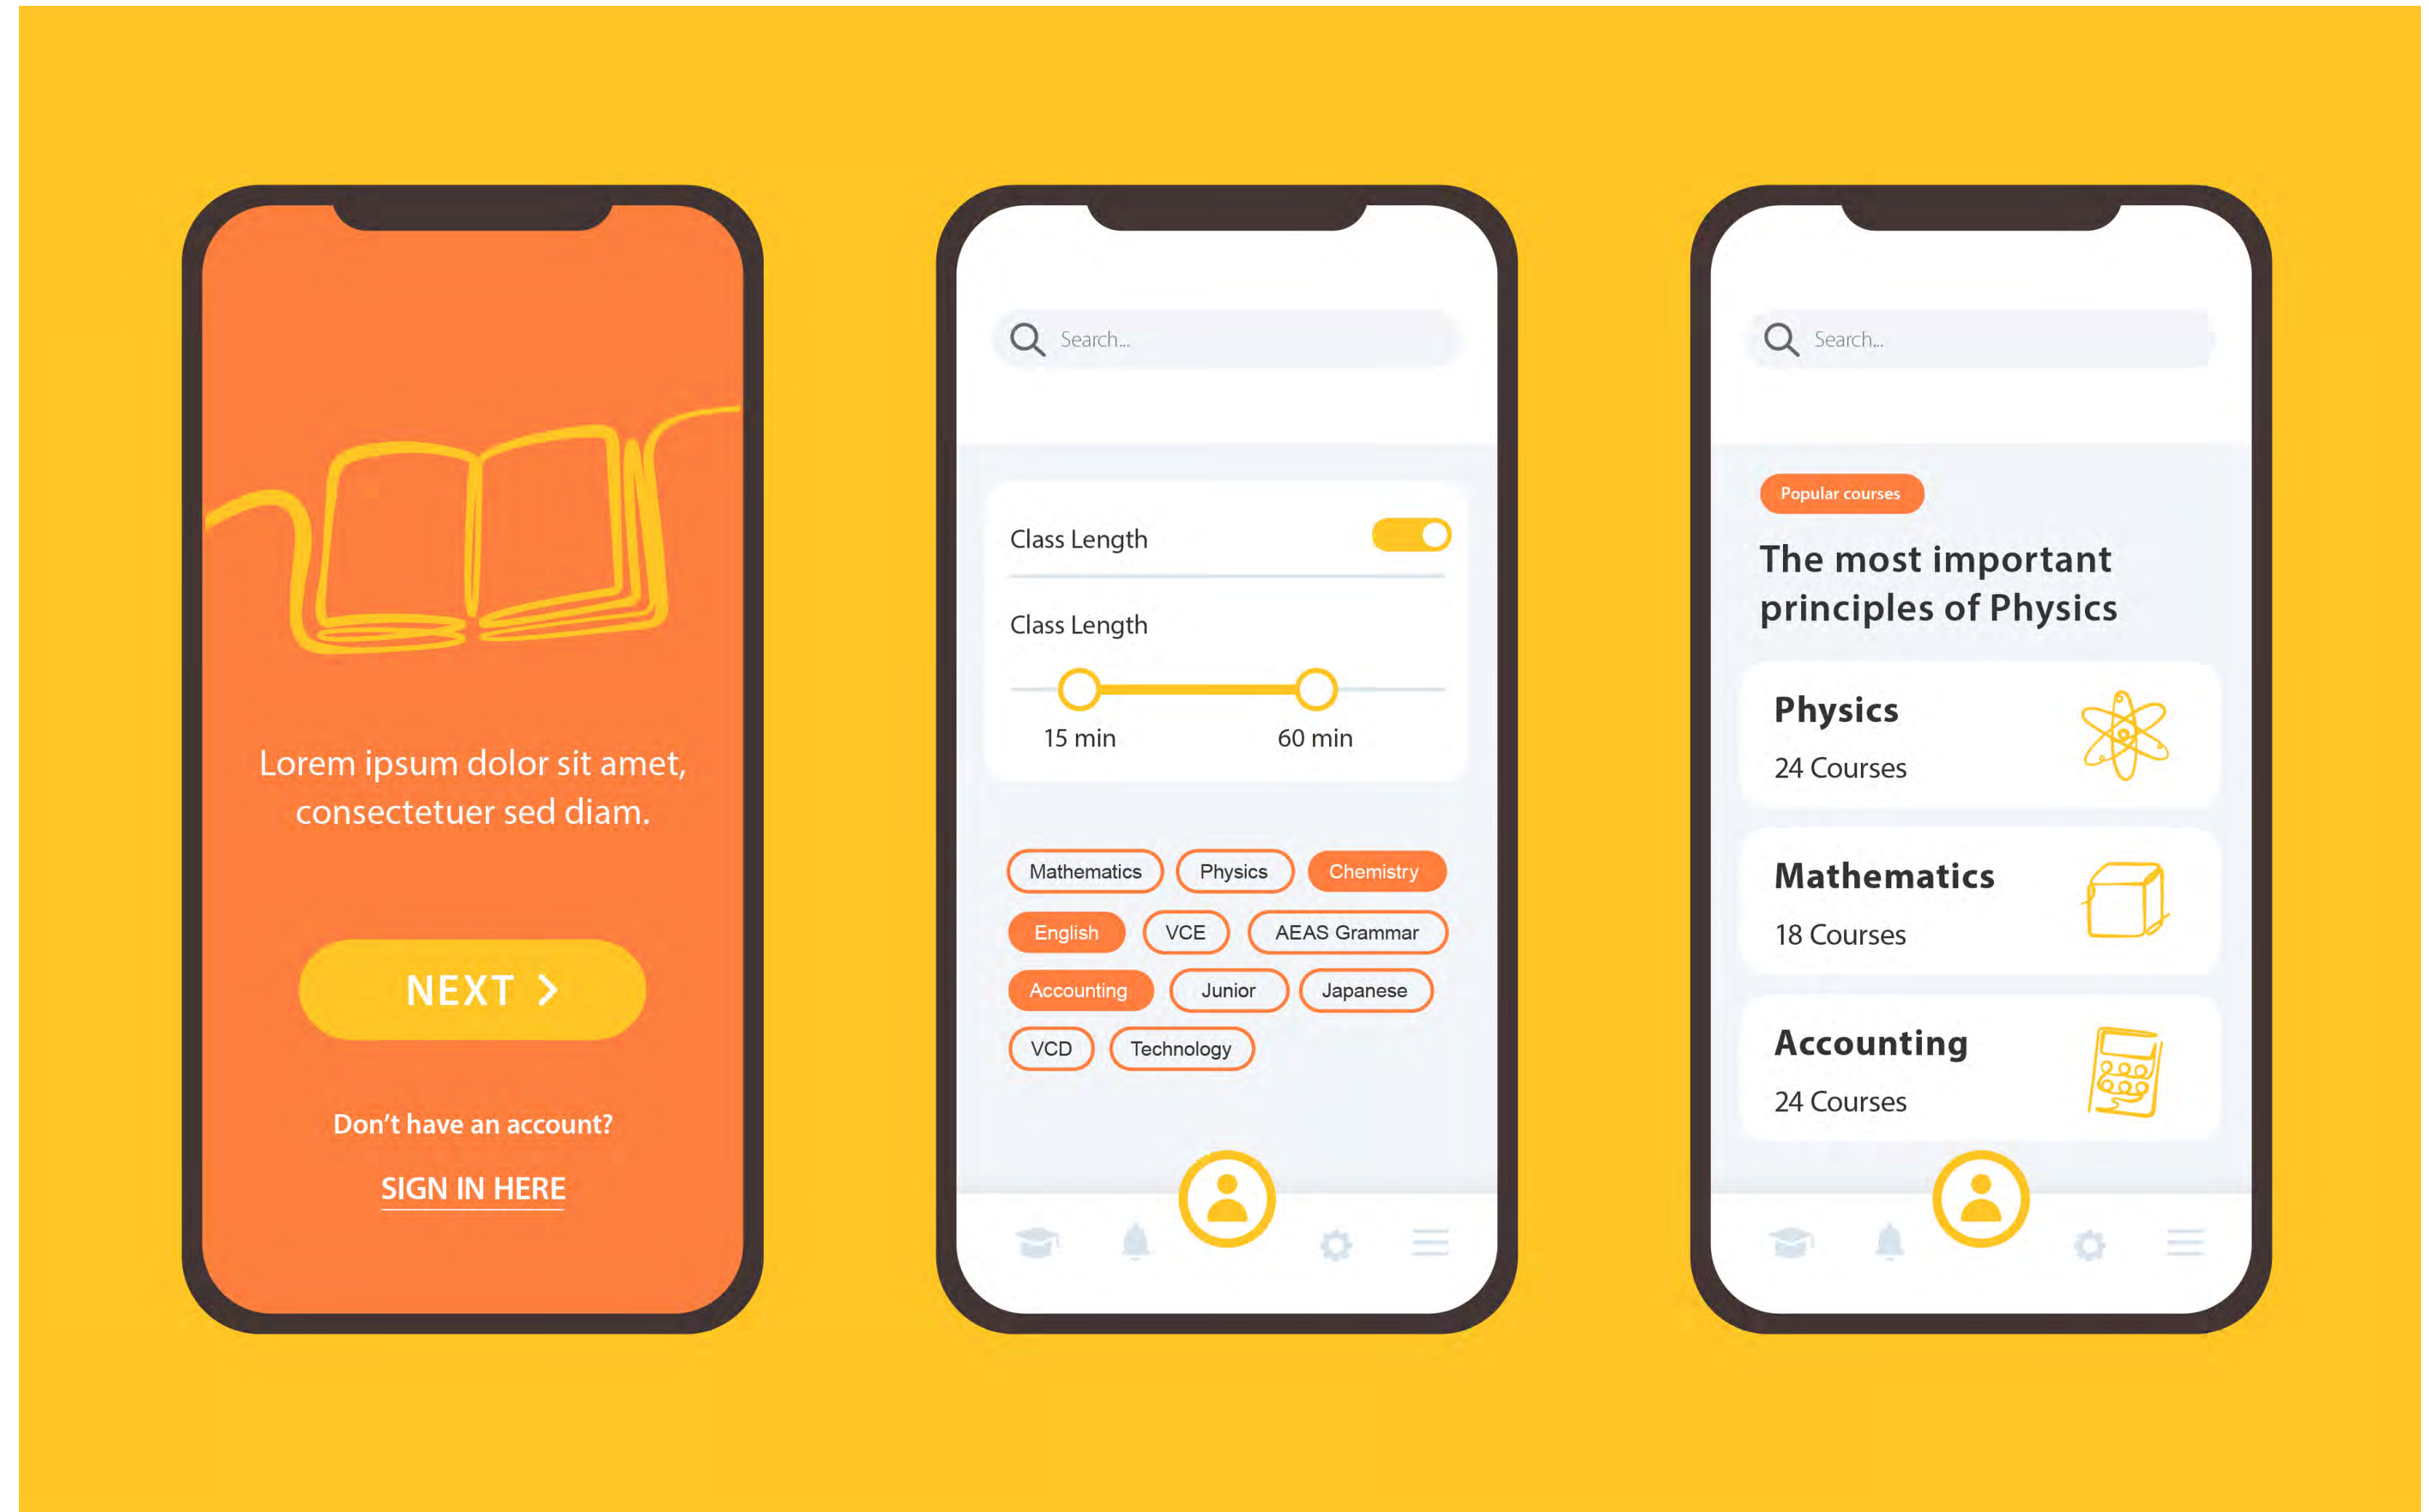 Lorem ipsum dolor sit amet,
consectetuer sed diam.
NEXT
Don't have an account?
SIGN IN HERE
Search...
Class Length
Class Length
15 min 60 min
Mathematics Physics Chemistry
English VCE AEAS Grammar
Accounting Junior Japanese
VCD Technology
Search...
Popular courses
The most important
principles of Physics
Physics
24 Courses
Mathematics
18 Courses
Accounting
24 Courses